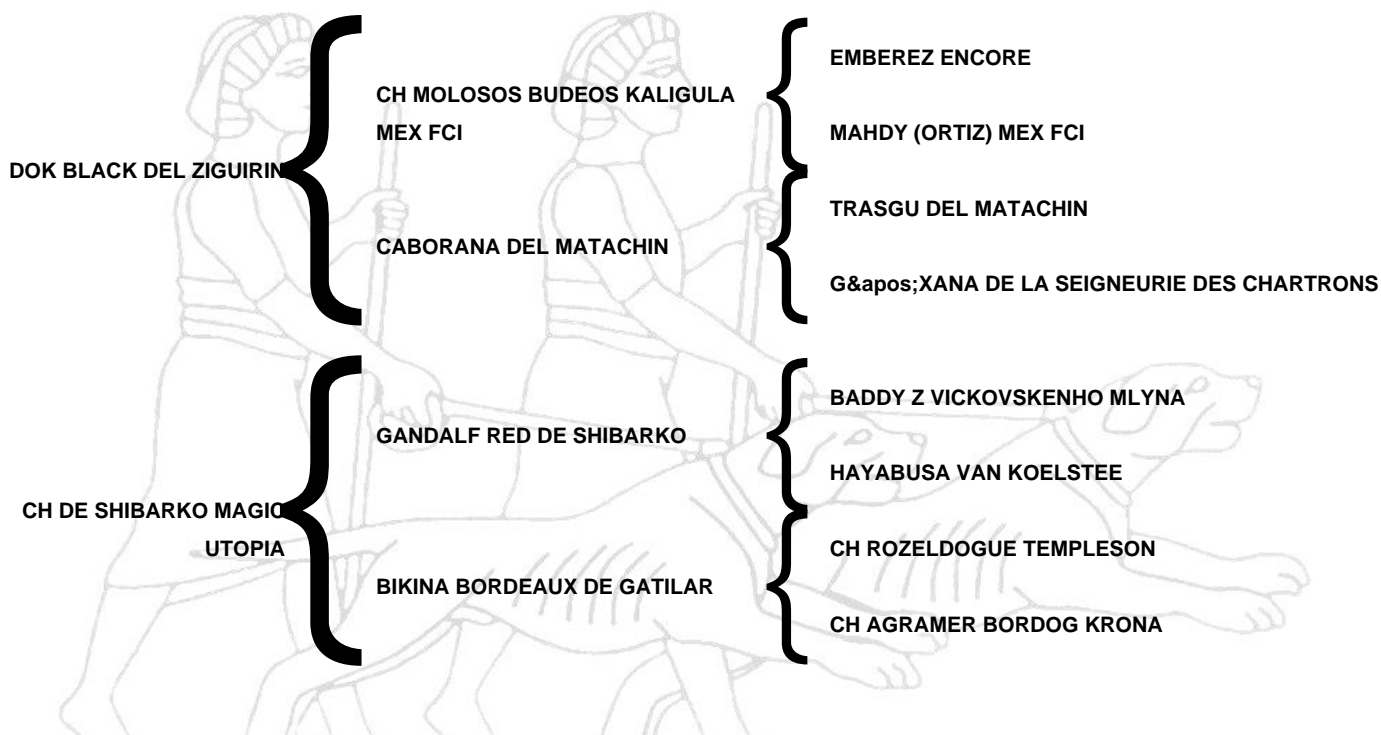 EMBEREZ ENCORE
CH MOLOSOS BUDEOS KALIGULA
MEX FCI
MAHDY (ORTIZ) MEX FCI
DOK BLACK DEL ZIGUIRIN
TRASGU DEL MATACHIN
CABORANA DEL MATACHIN
G&apos;XANA DE LA SEIGNEURIE DES CHARTRONS
BADDY Z VICKOVSKENHO MLYNA
GANDALF RED DE SHIBARKO
HAYABUSA VAN KOELSTEE
CH DE SHIBARKO MAGIC
UTOPIA
CH ROZELDOGUE TEMPLESON
BIKINA BORDEAUX DE GATILAR
CH AGRAMER BORDOG KRONA